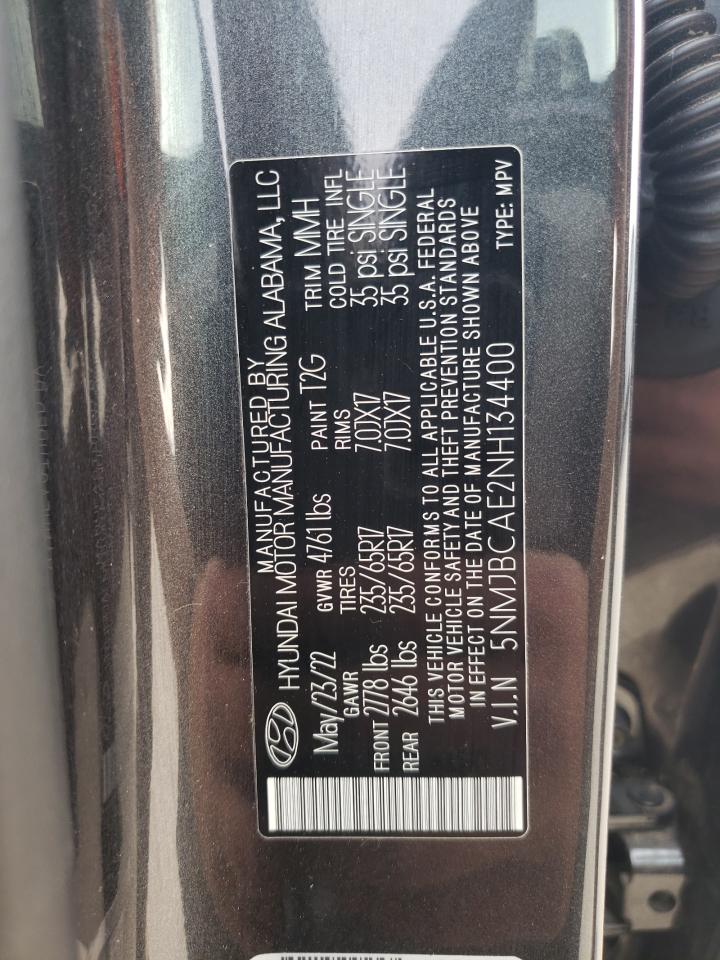 MANUFACTURED BY
HYUNDAI MOTOR MANUFACTURING ALABAMA, LLC
May/23/22 GVWR 4761 lbs PAINT T2G TRIM MMH
GAWR TIRES RIMS COLD TIRE INFL
FRONT 2778 lbs 235/65R17 7.0JX17 35 psi SINGLE
REAR 2646 lbs 235/65R17 7.0JX17 35 psi SINGLE
THIS VEHICLE CONFORMS TO ALL APPLICABLE U.S.A. FEDERAL
MOTOR VEHICLE SAFETY AND THEFT PREVENTION STANDARDS
IN EFFECT ON THE DATE OF MANUFACTURE SHOWN ABOVE
V.I.N 5NMJBCAE2NH134400 TYPE: MPV